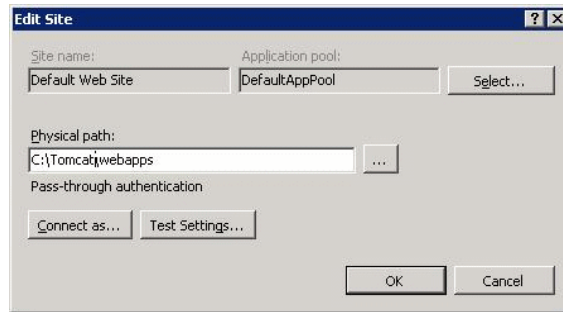 Edit Site
Site name: Application pool:
Default Web Site DefaultAppPool Select...
Physical path:
C:\Tomcat\webapps ...
Pass-through authentication
Connect as... Test Settings...
OK Cancel